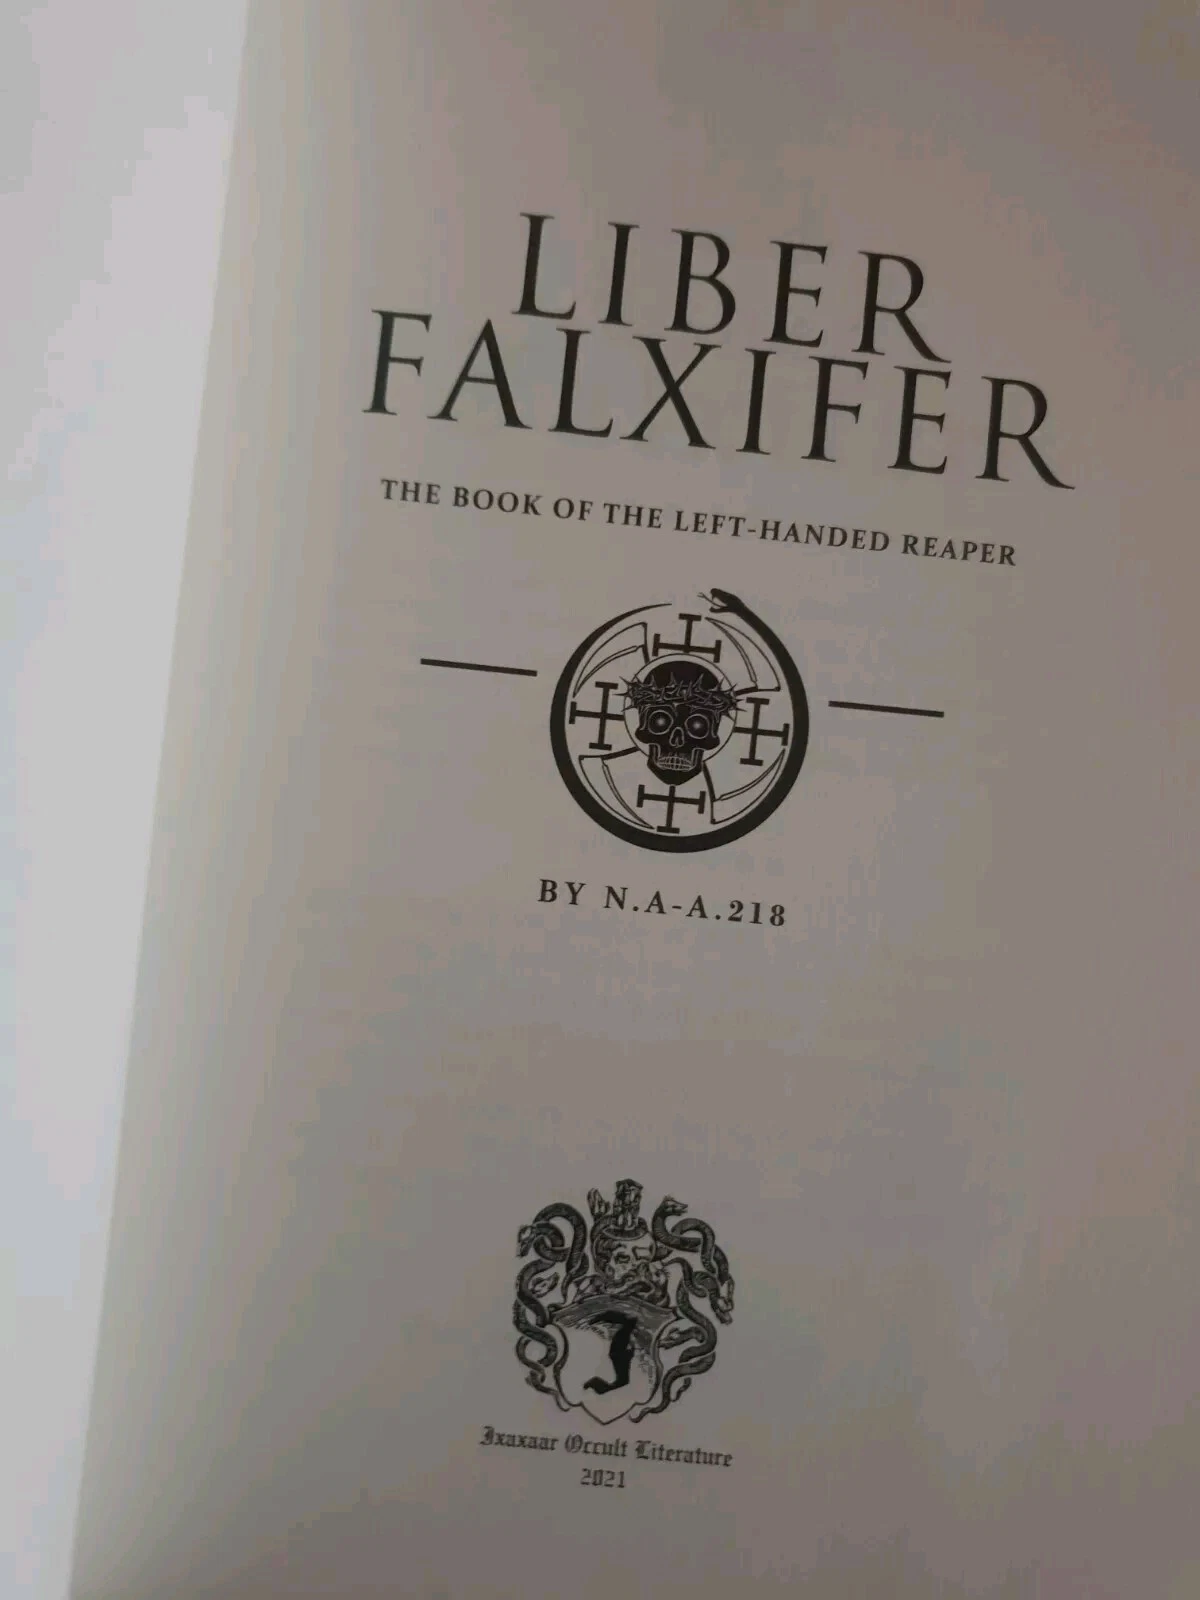 LIBER
FALXIFER
THE BOOK OF THE LEFT-HANDED REAPER
BY N.A-A.218
J
Ixaxaar Occult Literature
2021